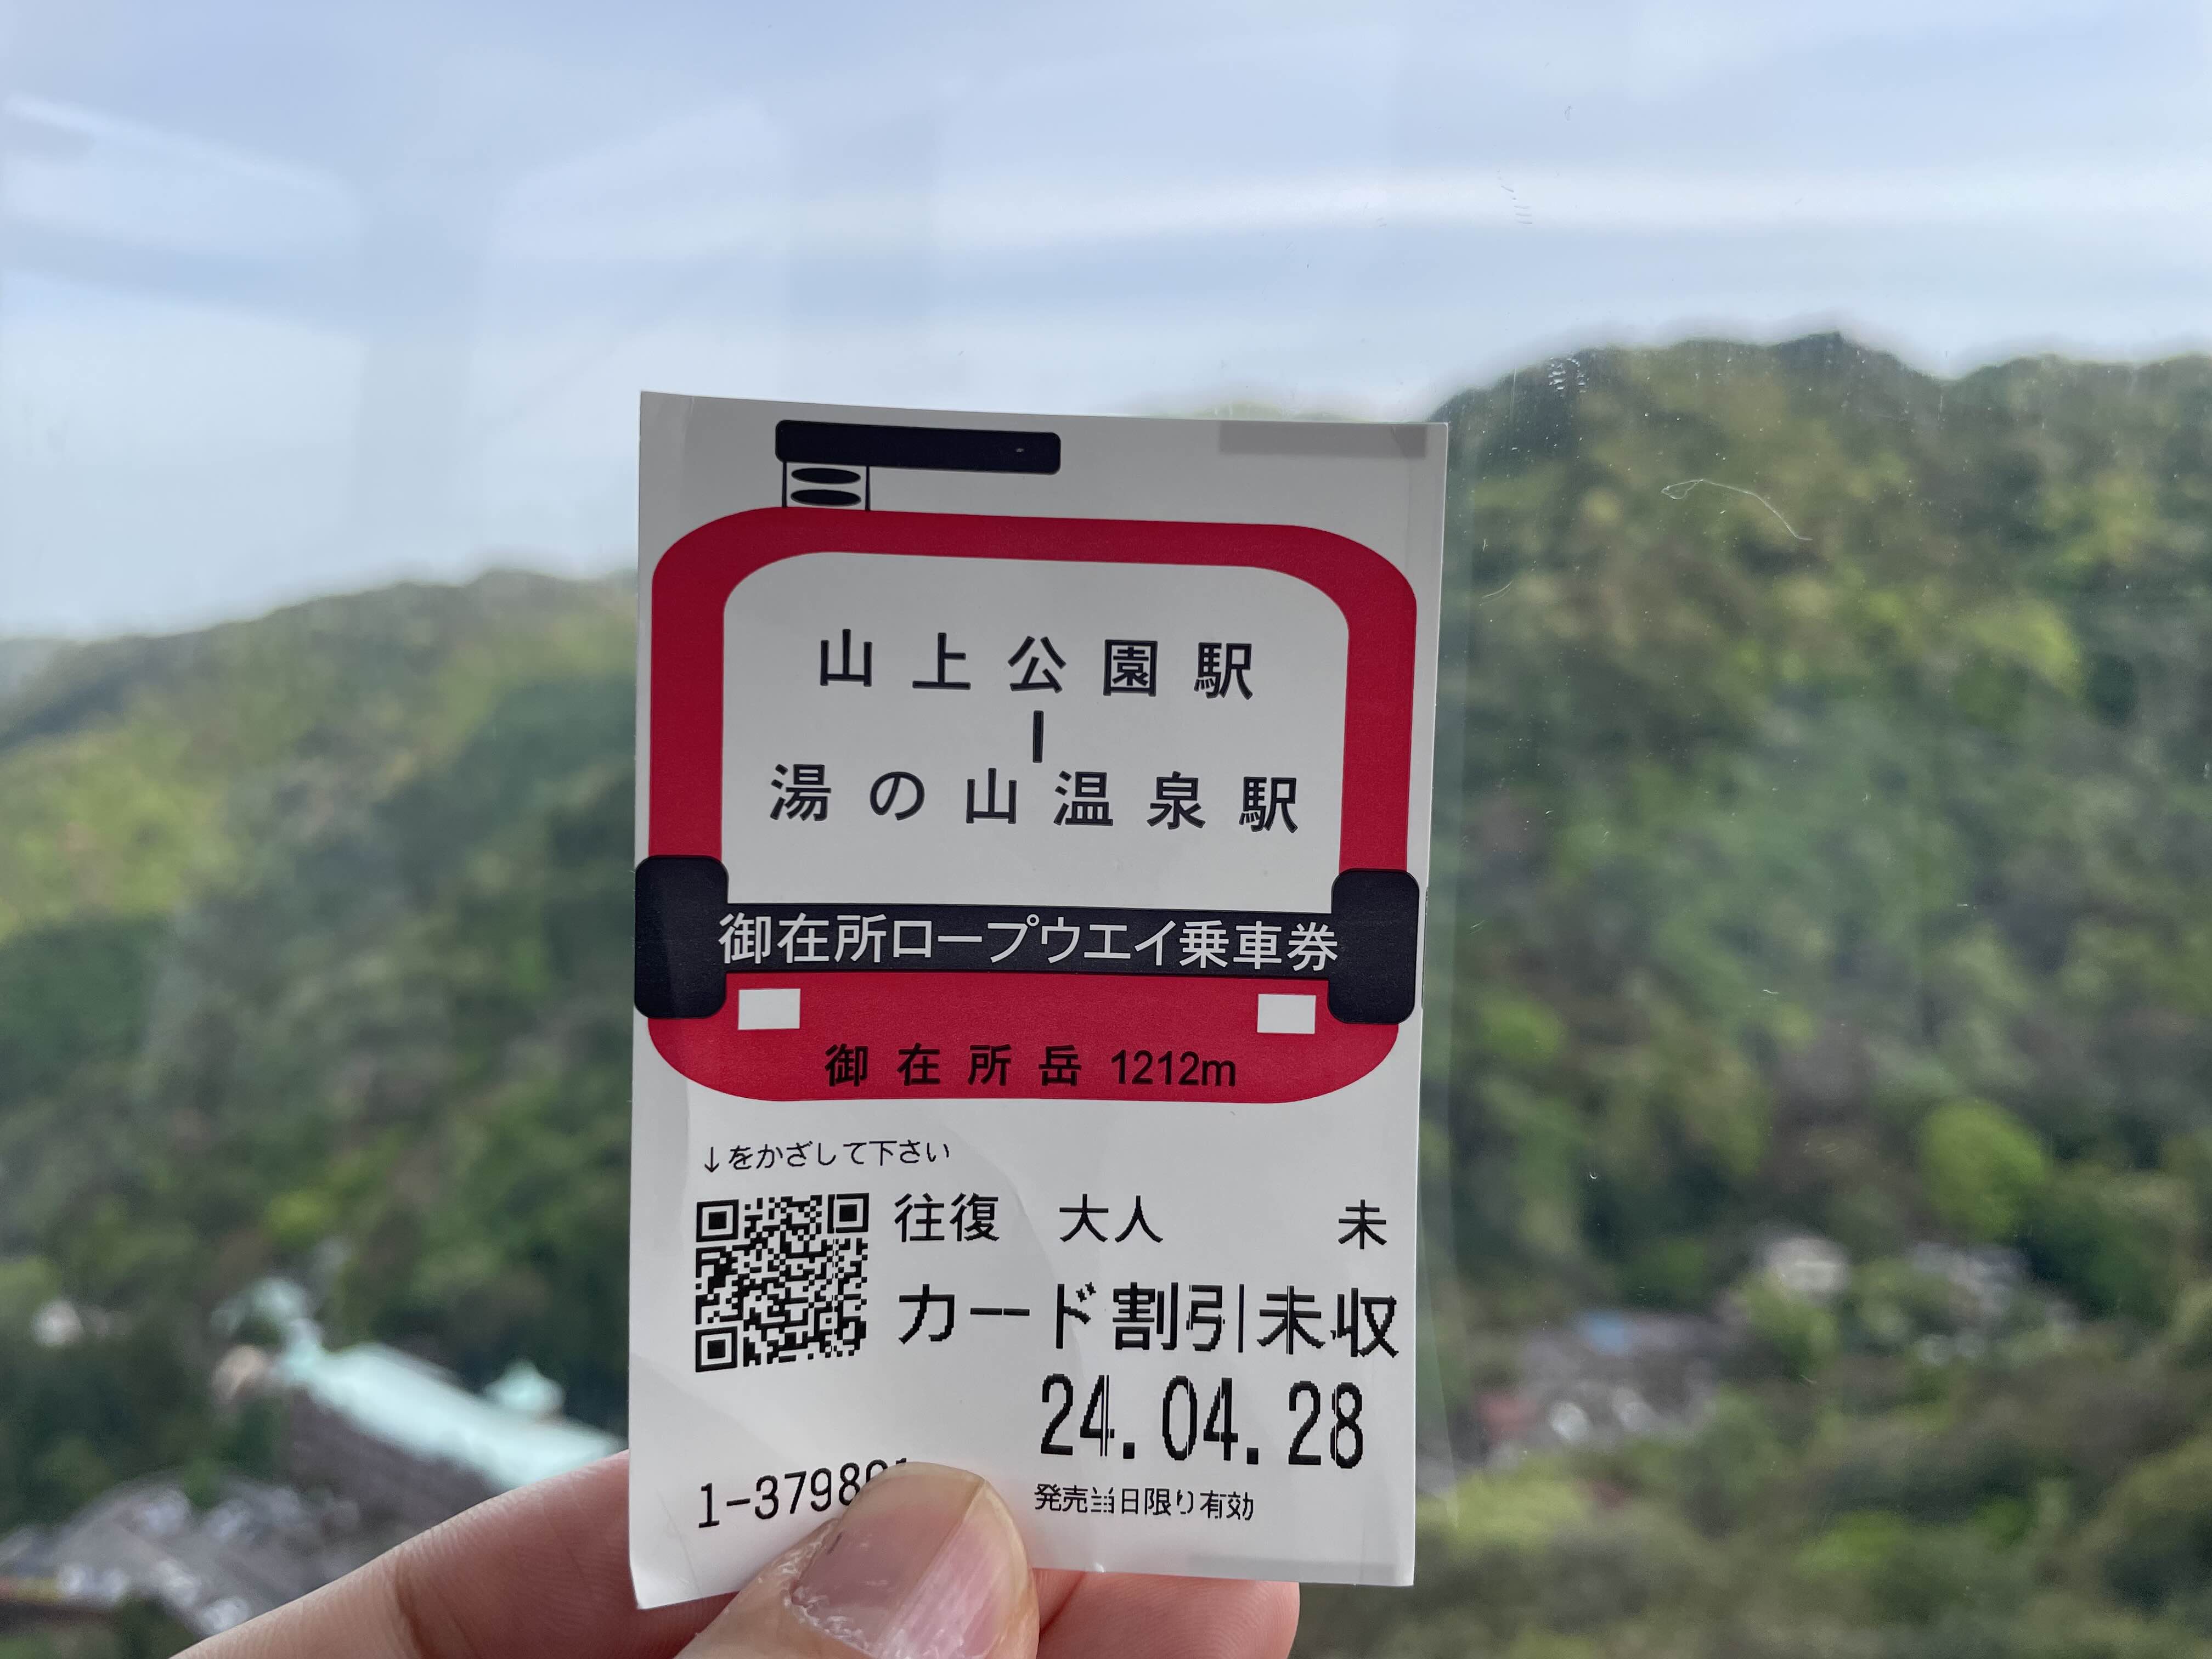 山上公園駅
|
湯の山温泉駅
御在所ロープウエイ乗車券
御在所岳 1212m
↓をかざして下さい
往復 大人 未
カード割引未収
24.04.28
発売当日限り有効